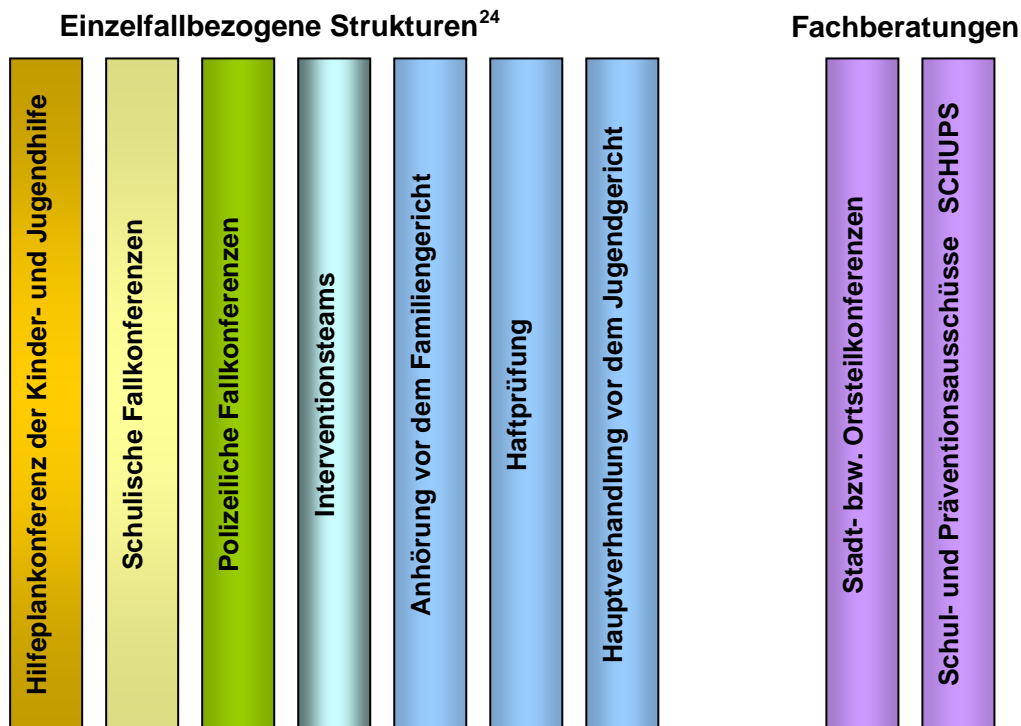 Einzelfallbezogene Strukturen24
Fachberatungen
Hilfeplankonferenz der Kinder- und Jugendhilfe
Schulische Fallkonferenzen
Polizeiliche Fallkonferenzen
Interventionsteams
Anhörung vor dem Familiengericht
Haftprüfung
Hauptverhandlung vor dem Jugendgericht
Stadt- bzw. Ortsteilkonferenzen
Schul- und Präventionsausschüsse SCHUPS